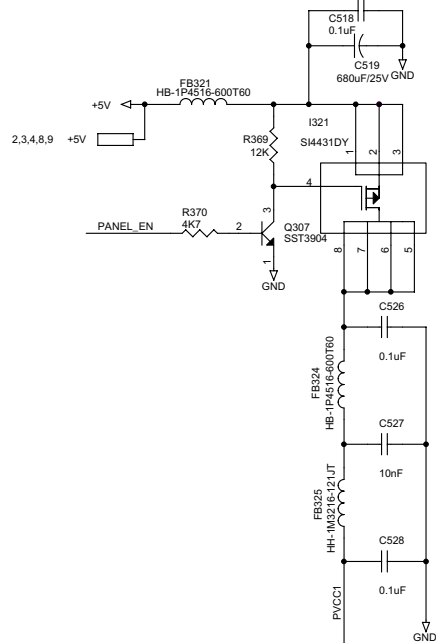 C518
0.1uF
C519
680uF/25V
GND
FB321
HB-1P4516-600T60
+5V
2,3,4,8,9 +5V
I321
SI4431DY
R369
12K
1
2
3
4
R370
4K7
PANEL_EN
2
3
Q307
SST3904
1
GND
8
7
6
5
C526
0.1uF
FB324
HB-1P4516-600T60
C527
10nF
FB325
HH-1M3216-121JT
C528
0.1uF
PVCC1
GND